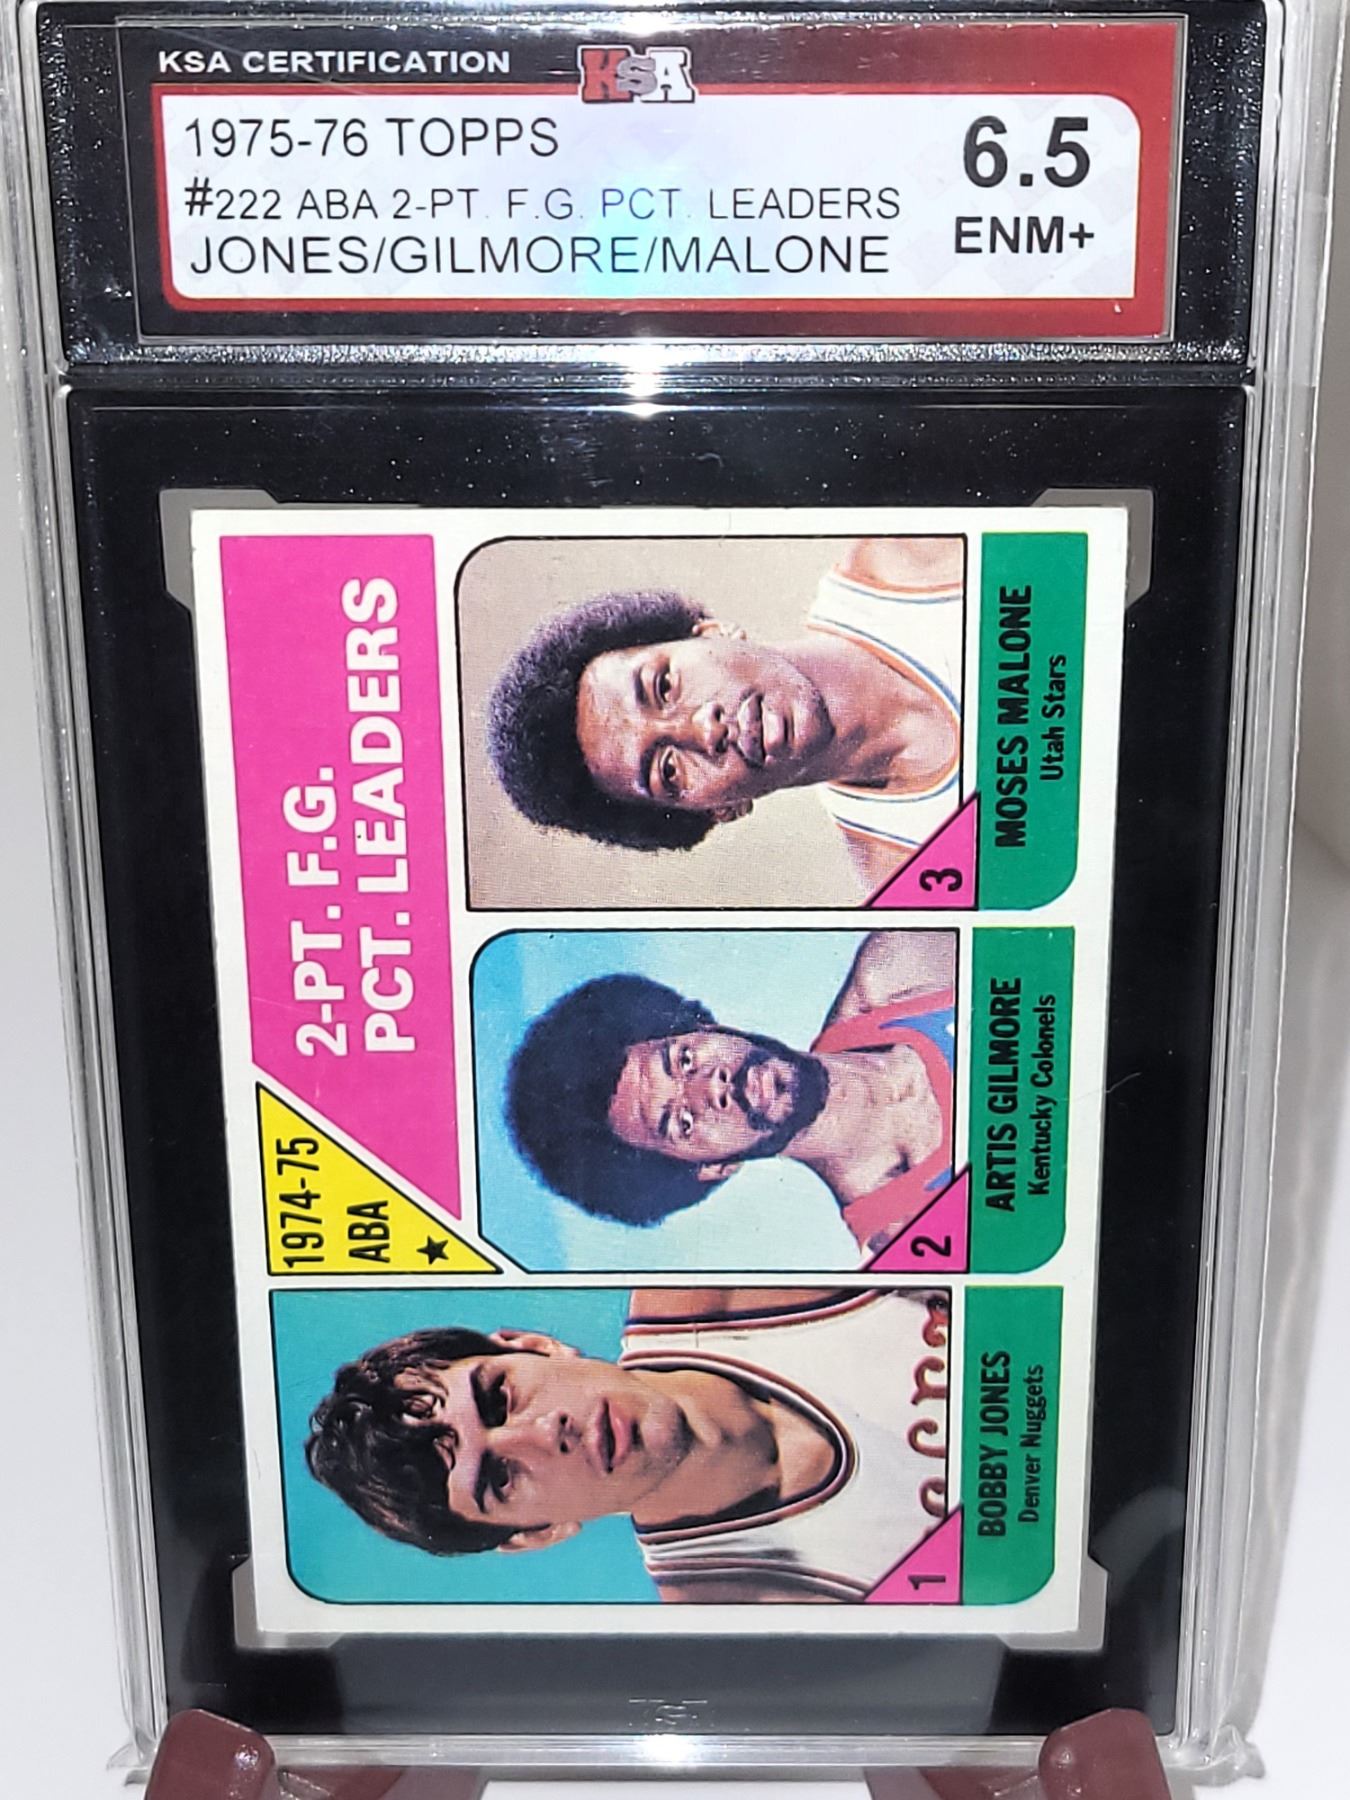 KSA CERTIFICATION
KSA
1975-76 TOPPS
#222 ABA 2-PT. F.G. PCT. LEADERS
JONES/GILMORE/MALONE
6.5
ENM+
1974-75
ABA
2-PT. F.G.
PCT. LEADERS
1
BOBBY JONES
Denver Nuggets
2
ARTIS GILMORE
Kentucky Colonels
3
MOSES MALONE
Utah Stars